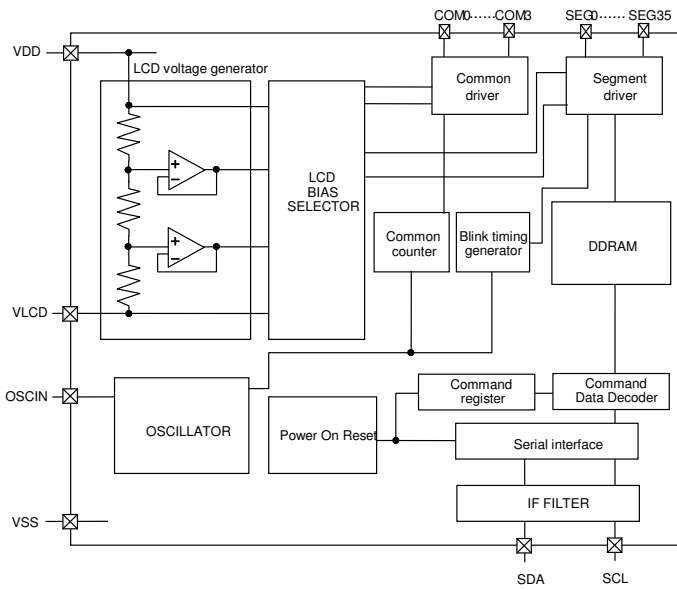 COM0......COM3
SEG0......SEG35
VDD
LCD voltage generator
Common
driver
Segment
driver
+
−
LCD
BIAS
SELECTOR
+
−
Common
counter
Blink timing
generator
DDRAM
VLCD
OSCIN
OSCILLATOR
Power On Reset
Command
register
Command
Data Decoder
Serial interface
IF FILTER
VSS
SDA
SCL